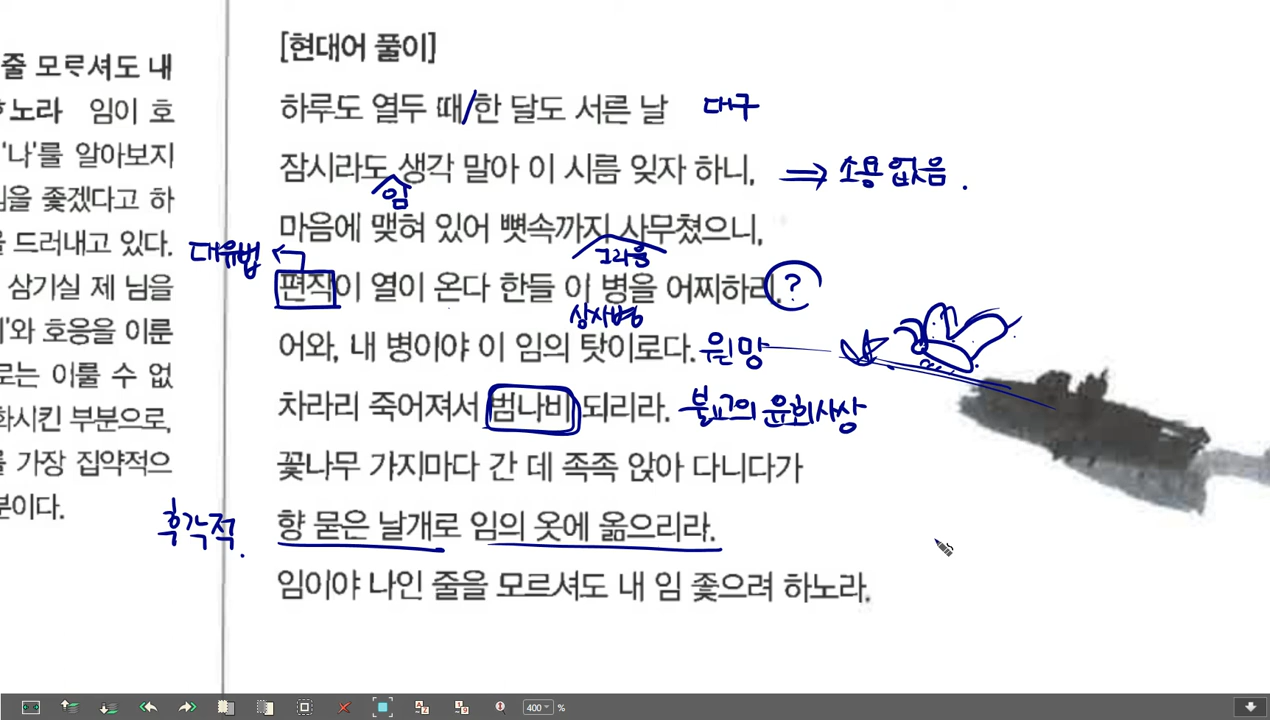 줄 모르셔도 내
노라 임이 호
'나'를 알아보지
임을 좇겠다고 하
을 드러내고 있다.
삼기실 제 님을
'와 호응을 이룬
로는 이룰 수 없
화시킨 부분으로,
를 가장 집약적으
분이다.
[현대어 풀이]
하루도 열두 때/한 달도 서른 날 대구
잠시라도 생각 말아 이 시름 잊자 하니, ⇒ 소용없음.
임
마음에 맺혀 있어 뼛속까지 사무쳤으니,
대유법 그리움
편작이 열이 온다 한들 이 병을 어찌하리. ?
상사병
어와, 내 병이야 이 임의 탓이로다. 원망
차라리 죽어져서 범나비 되리라. 불교의 윤회사상
꽃나무 가지마다 간 데 족족 앉아 다니다가
후각적. 향 묻은 날개로 임의 옷에 옮으리라.
임이야 나인 줄을 모르셔도 내 임 좇으려 하노라.
400 %